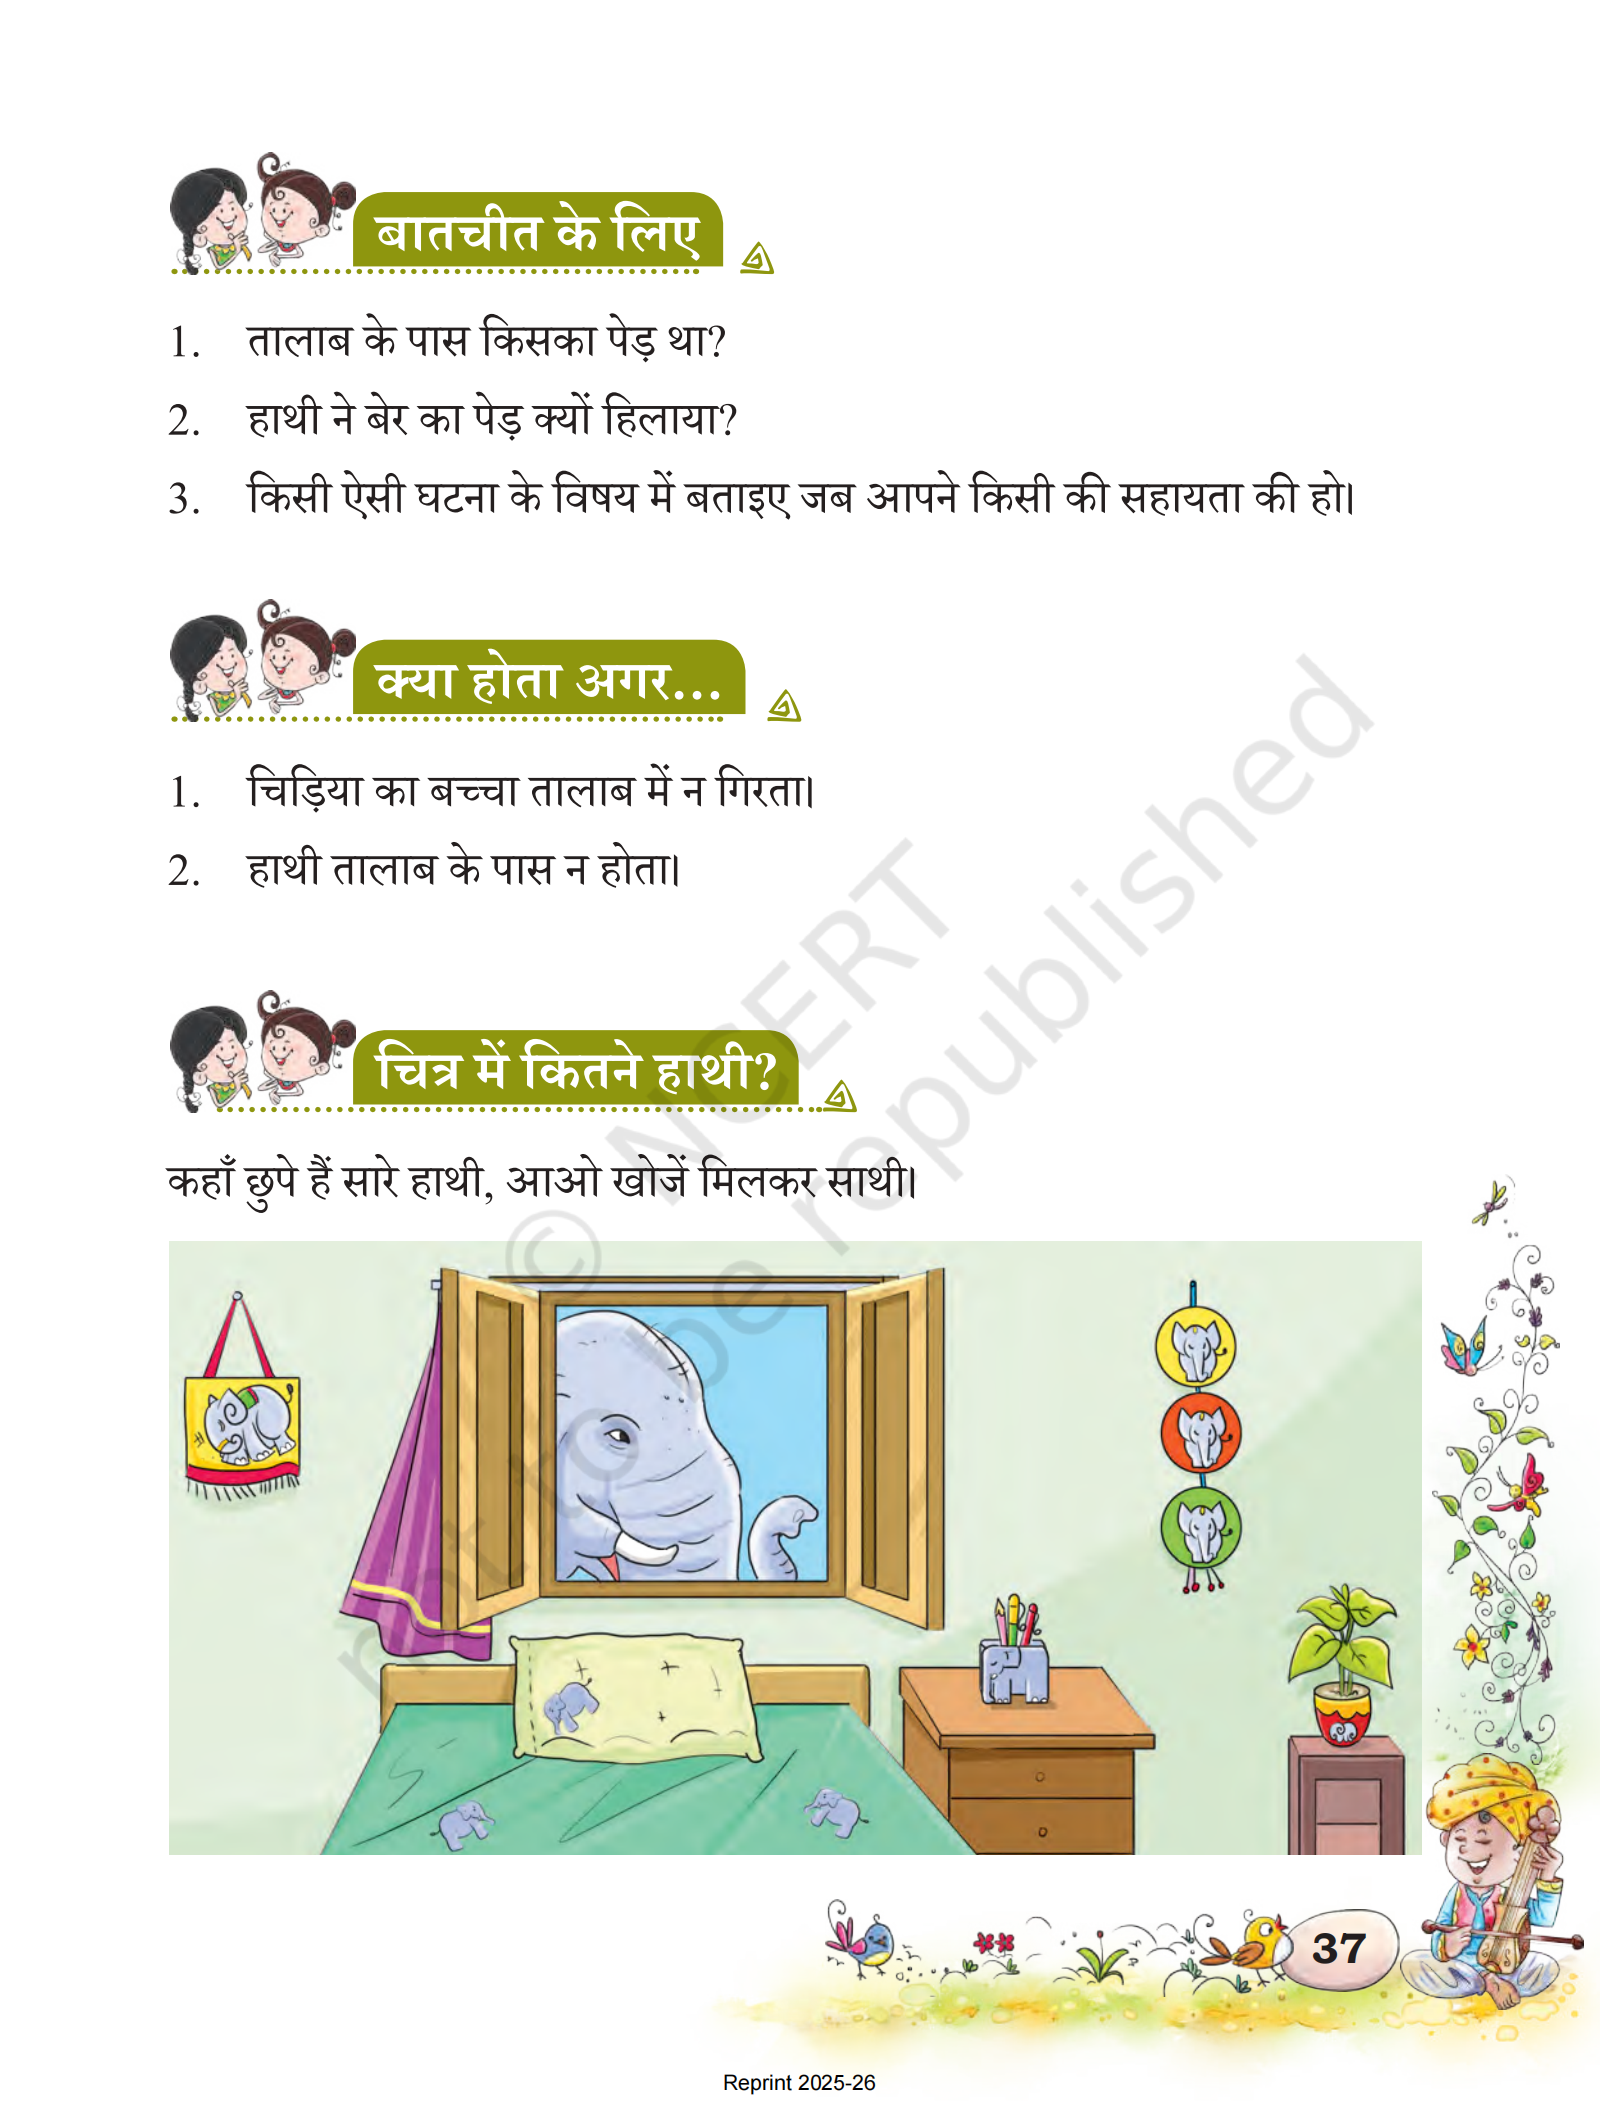 बातचीत के लिए
1. तालाब के पास किसका पेड़ था?
2. हाथी ने बेर का पेड़ क्यों हिलाया?
3. किसी ऐसी घटना के विषय में बताइए जब आपने किसी की सहायता की हो।
क्या होता अगर...
1. चिड़िया का बच्चा तालाब में न गिरता।
2. हाथी तालाब के पास न होता।
चित्र में कितने हाथी?
कहाँ छुपे हैं सारे हाथी, आओ खोजें मिलकर साथी।
© NCERT
not to be republished
37
Reprint 2025-26